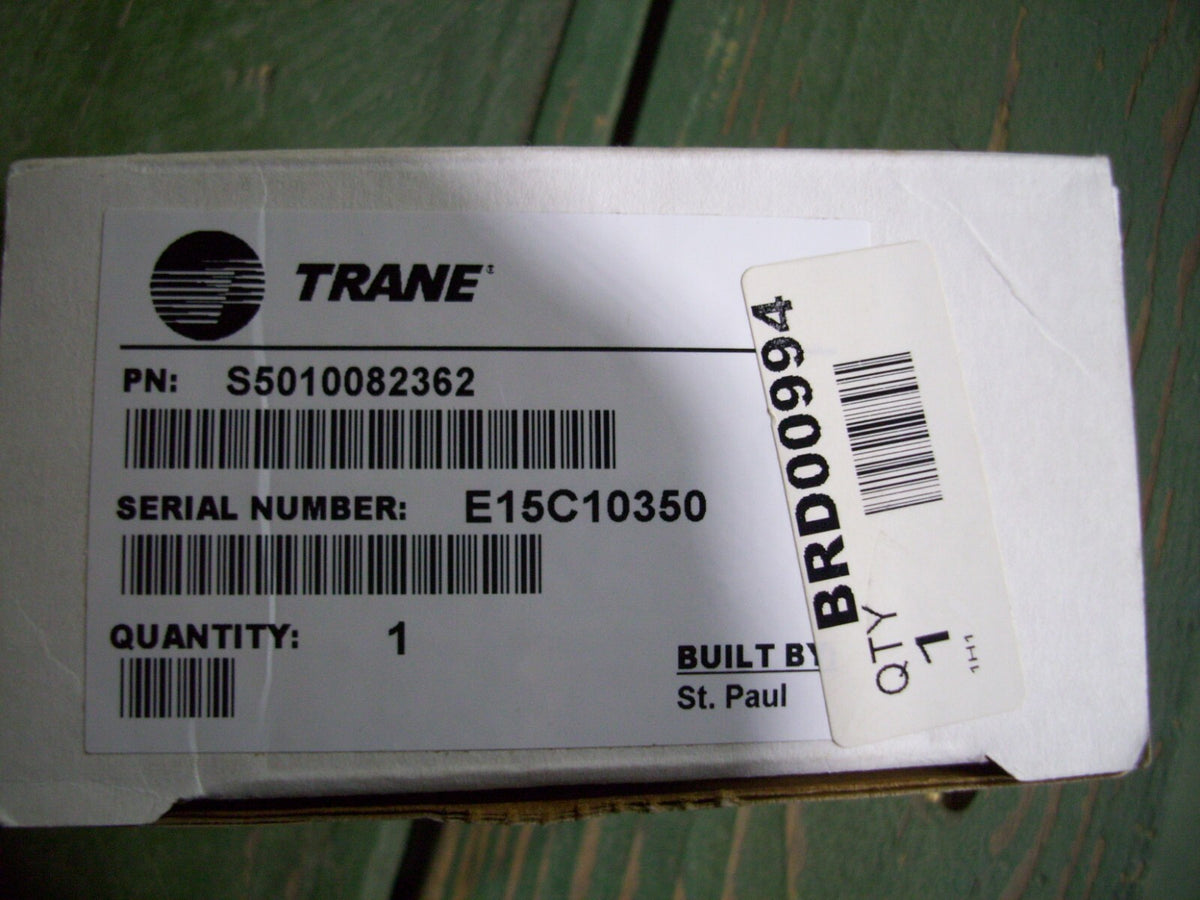 TRANE
PN: S5010082362
SERIAL NUMBER: E15C10350
QUANTITY: 1
BUILT BY
St. Paul
BRD00994
QTY
1
1H1